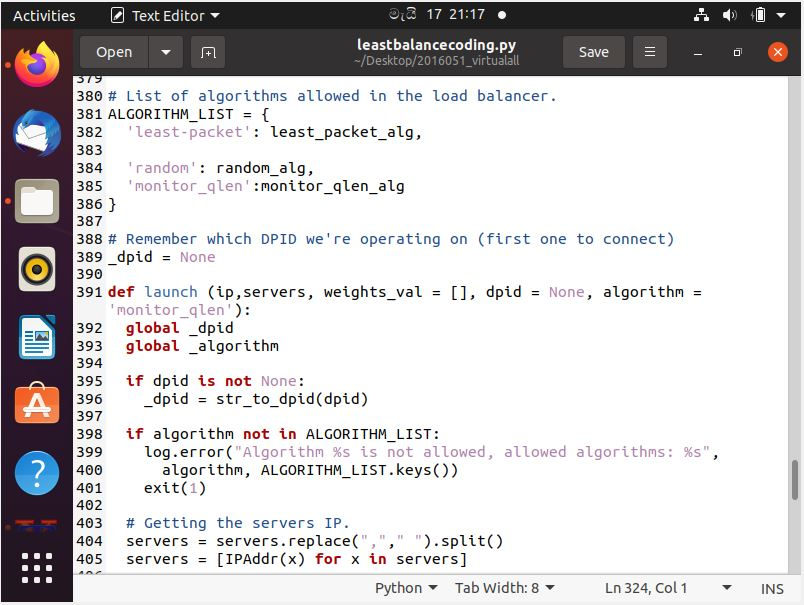 Activities
Text Editor
මැයි 17 21:17
Open
leastbalancecoding.py
~/Desktop/2016051_virtualall
Save
379
380 # List of algorithms allowed in the load balancer.
381 ALGORITHM_LIST = {
382   'least-packet': least_packet_alg,
383
384   'random': random_alg,
385   'monitor_qlen':monitor_qlen_alg
386 }
387
388 # Remember which DPID we're operating on (first one to connect)
389 _dpid = None
390
391 def launch (ip,servers, weights_val = [], dpid = None, algorithm =
'monitor_qlen'):
392   global _dpid
393   global _algorithm
394
395   if dpid is not None:
396     _dpid = str_to_dpid(dpid)
397
398   if algorithm not in ALGORITHM_LIST:
399     log.error("Algorithm %s is not allowed, allowed algorithms: %s",
400       algorithm, ALGORITHM_LIST.keys())
401     exit(1)
402
403   # Getting the servers IP.
404   servers = servers.replace(","," ").split()
405   servers = [IPAddr(x) for x in servers]
Python
Tab Width: 8
Ln 324, Col 1
INS